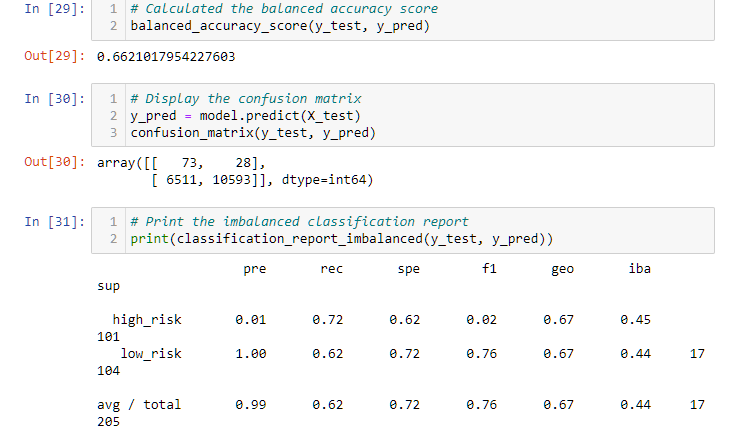 In [29]: 1 # Calculated the balanced accuracy score
2 balanced_accuracy_score(y_test, y_pred)
Out[29]: 0.6621017954227603
In [30]: 1 # Display the confusion matrix
2 y_pred = model.predict(X_test)
3 confusion_matrix(y_test, y_pred)
Out[30]: array([[   73,    28],
       [ 6511, 10593]], dtype=int64)
In [31]: 1 # Print the imbalanced classification report
2 print(classification_report_imbalanced(y_test, y_pred))
pre rec spe f1 geo iba
sup
high_risk 0.01 0.72 0.62 0.02 0.67 0.45
101
low_risk 1.00 0.62 0.72 0.76 0.67 0.44 17
104
avg / total 0.99 0.62 0.72 0.76 0.67 0.44 17
205